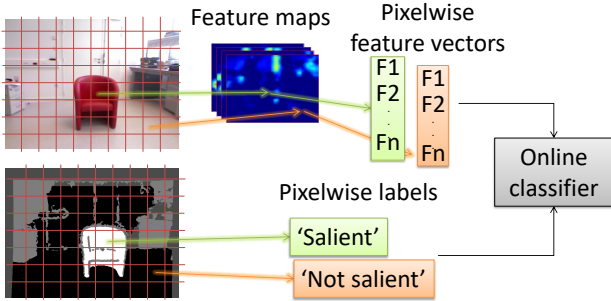 Feature maps
Pixelwise
feature vectors
F1
F2
.
.
Fn
F1
F2
.
.
Fn
Online
classifier
Pixelwise labels
‘Salient’
‘Not salient’